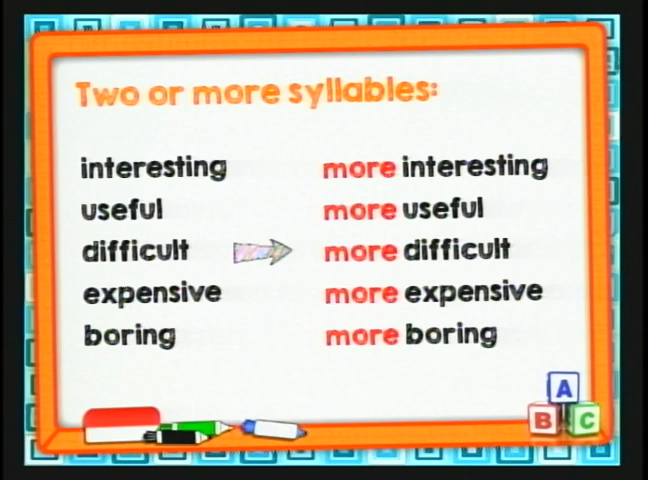 Two or more syllables:
interesting more interesting
useful more useful
difficult more difficult
expensive more expensive
boring more boring
A
B C